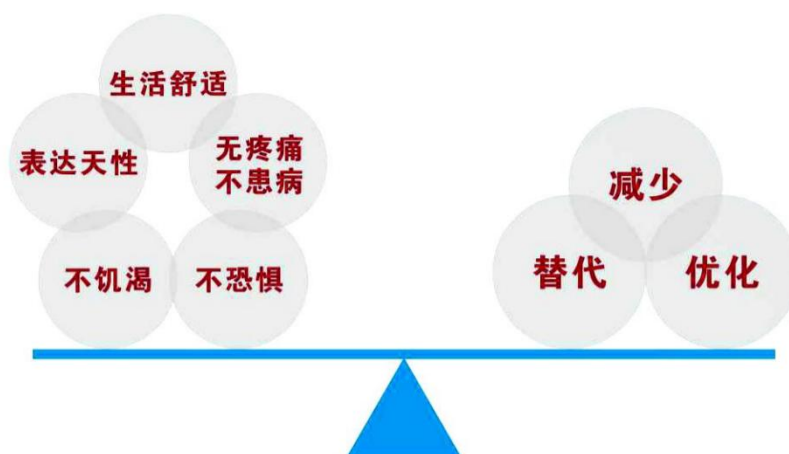 生活舒适
表达天性
无疼痛
不患病
不饥渴
不恐惧
减少
替代
优化